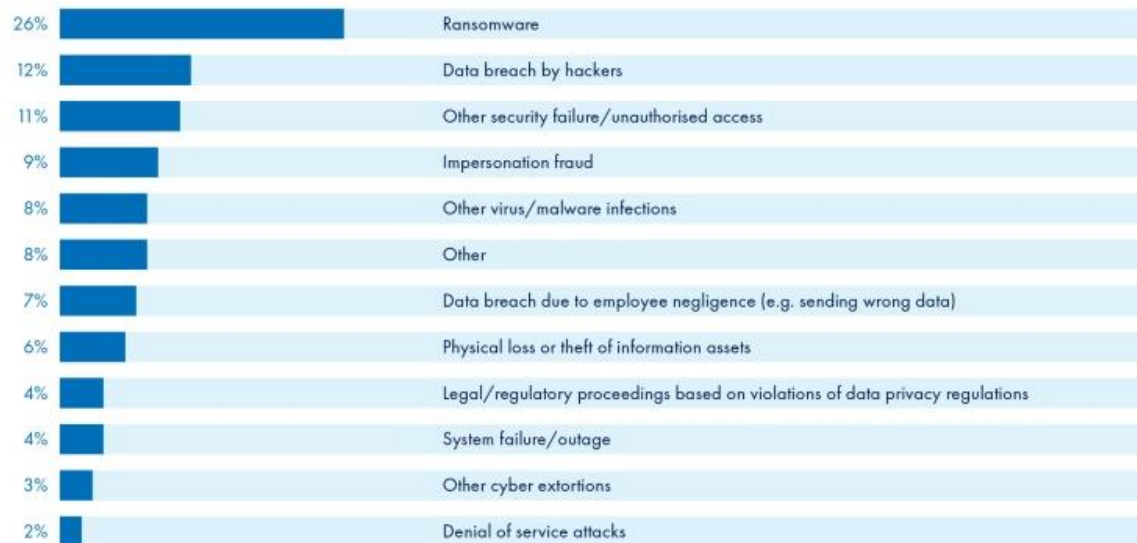 26% Ransomware
12% Data breach by hackers
11% Other security failure/unauthorised access
9% Impersonation fraud
8% Other virus/malware infections
8% Other
7% Data breach due to employee negligence (e.g. sending wrong data)
6% Physical loss or theft of information assets
4% Legal/regulatory proceedings based on violations of data privacy regulations
4% System failure/outage
3% Other cyber extortions
2% Denial of service attacks